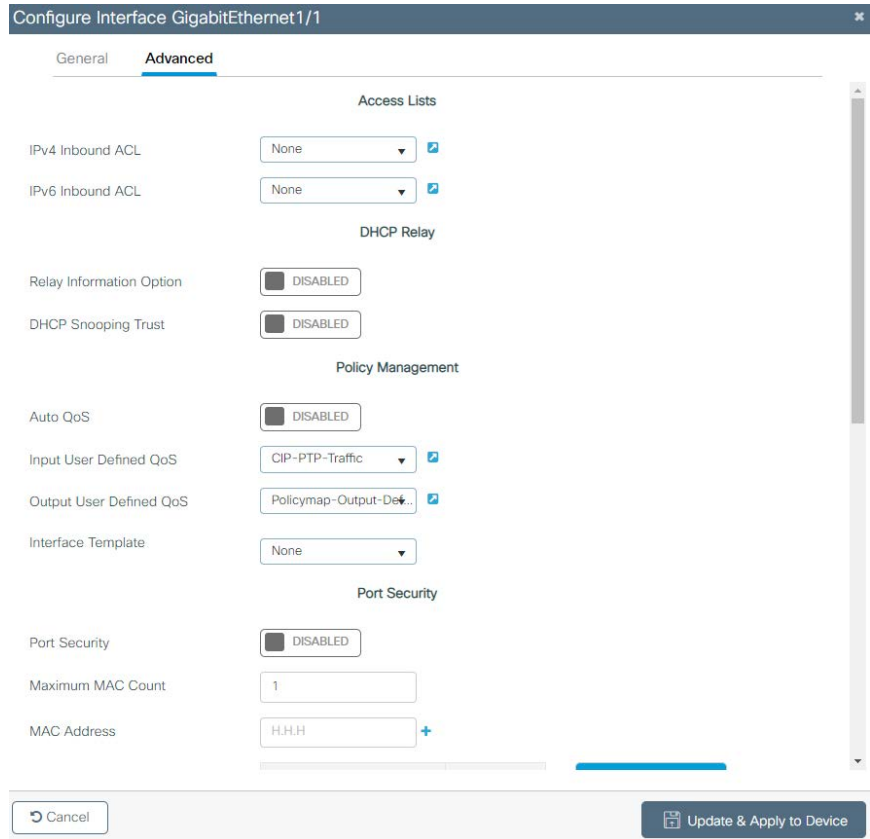 Configure Interface GigabitEthernet1/1
General Advanced
Access Lists
IPv4 Inbound ACL None
IPv6 Inbound ACL None
DHCP Relay
Relay Information Option DISABLED
DHCP Snooping Trust DISABLED
Policy Management
Auto QoS DISABLED
Input User Defined QoS CIP-PTP-Traffic
Output User Defined QoS Policymap-Output-Def...
Interface Template None
Port Security
Port Security DISABLED
Maximum MAC Count 1
MAC Address H.H.H
Cancel Update & Apply to Device